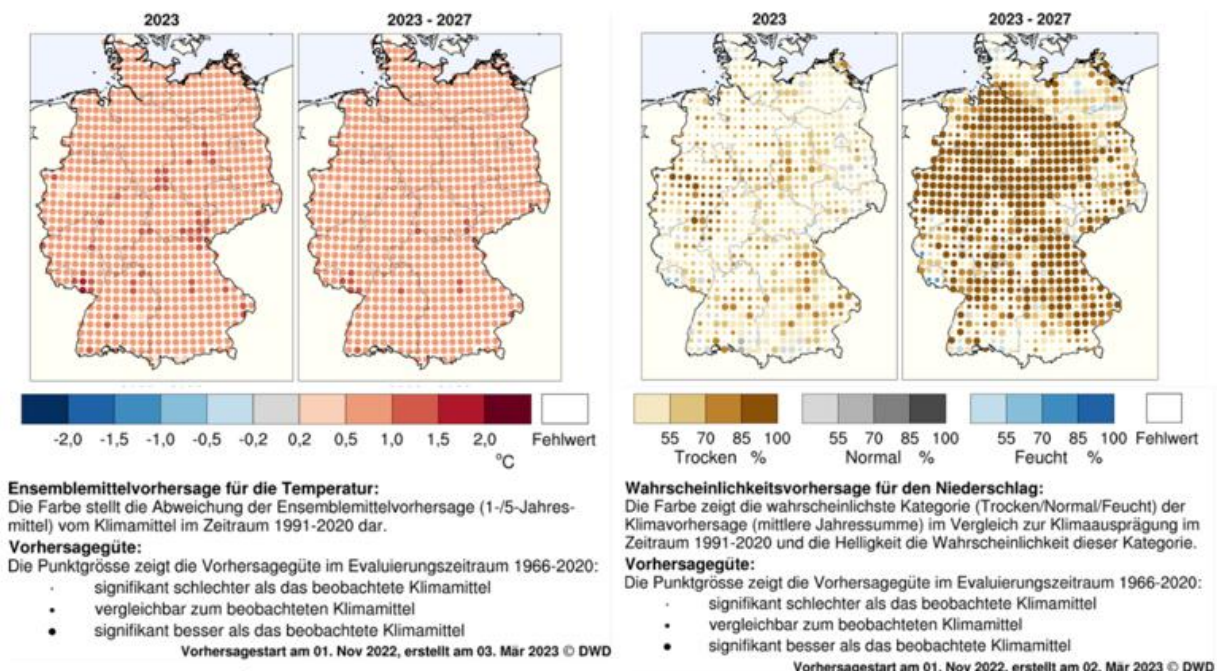 2023
2023 - 2027
2023
2023 - 2027
-2,0 -1,5 -1,0 -0,5 -0,2 0,2 0,5 1,0 1,5 2,0 Fehlwert
°C
55 70 85 100 55 70 85 100 55 70 85 100 Fehlwert
Trocken % Normal % Feucht %
Ensemblemittelvorhersage für die Temperatur:
Die Farbe stellt die Abweichung der Ensemblemittelvorhersage (1-/5-Jahres-
mittel) vom Klimamittel im Zeitraum 1991-2020 dar.
Vorhersagegüte:
Die Punktgrösse zeigt die Vorhersagegüte im Evaluierungszeitraum 1966-2020:
signifikant schlechter als das beobachtete Klimamittel
vergleichbar zum beobachteten Klimamittel
signifikant besser als das beobachtete Klimamittel
Vorhersagestart am 01. Nov 2022, erstellt am 03. Mär 2023 © DWD
Wahrscheinlichkeitsvorhersage für den Niederschlag:
Die Farbe zeigt die wahrscheinlichste Kategorie (Trocken/Normal/Feucht) der
Klimavorhersage (mittlere Jahressumme) im Vergleich zur Klimaausprägung im
Zeitraum 1991-2020 und die Helligkeit die Wahrscheinlichkeit dieser Kategorie.
Vorhersagegüte:
Die Punktgrösse zeigt die Vorhersagegüte im Evaluierungszeitraum 1966-2020:
signifikant schlechter als das beobachtete Klimamittel
vergleichbar zum beobachteten Klimamittel
signifikant besser als das beobachtete Klimamittel
Vorhersagestart am 01. Nov 2022, erstellt am 02. Mär 2023 © DWD